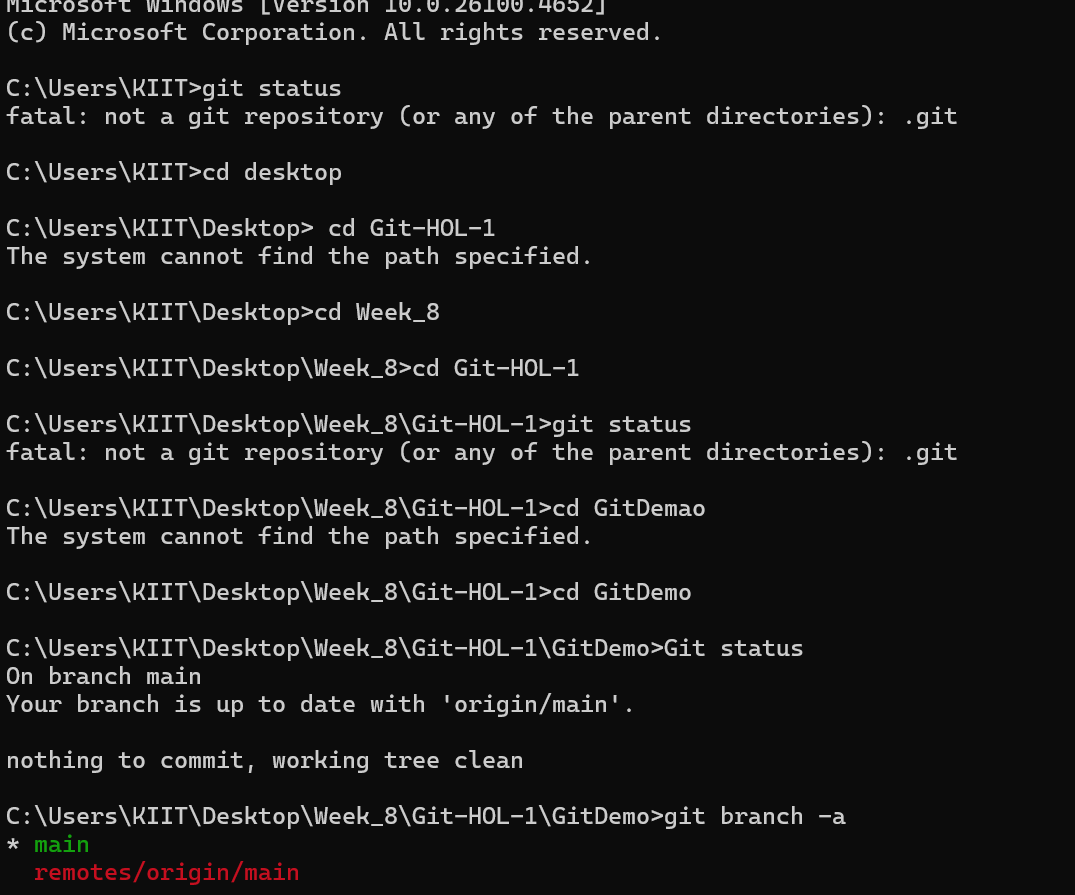 Microsoft Windows [Version 10.0.26100.4652]
(c) Microsoft Corporation. All rights reserved.
C:\Users\KIIT>git status
fatal: not a git repository (or any of the parent directories): .git
C:\Users\KIIT>cd desktop
C:\Users\KIIT\Desktop> cd Git-HOL-1
The system cannot find the path specified.
C:\Users\KIIT\Desktop>cd Week_8
C:\Users\KIIT\Desktop\Week_8>cd Git-HOL-1
C:\Users\KIIT\Desktop\Week_8\Git-HOL-1>git status
fatal: not a git repository (or any of the parent directories): .git
C:\Users\KIIT\Desktop\Week_8\Git-HOL-1>cd GitDemao
The system cannot find the path specified.
C:\Users\KIIT\Desktop\Week_8\Git-HOL-1>cd GitDemo
C:\Users\KIIT\Desktop\Week_8\Git-HOL-1\GitDemo>Git status
On branch main
Your branch is up to date with 'origin/main'.
nothing to commit, working tree clean
C:\Users\KIIT\Desktop\Week_8\Git-HOL-1\GitDemo>git branch -a
* main
remotes/origin/main